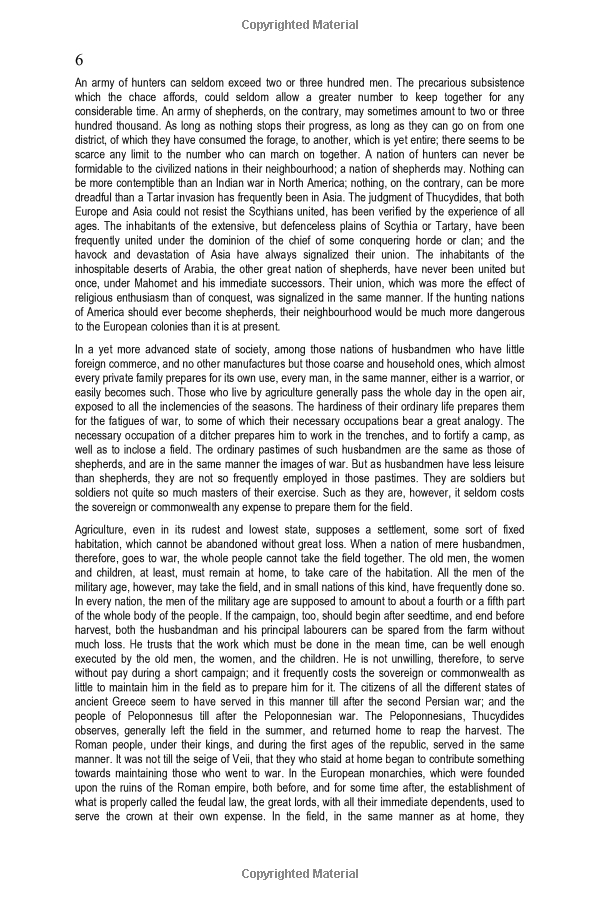 Copyrighted Material
6
An army of hunters can seldom exceed two or three hundred men. The precarious subsistence
which the chace affords, could seldom allow a greater number to keep together for any
considerable time. An army of shepherds, on the contrary, may sometimes amount to two or three
hundred thousand. As long as nothing stops their progress, as long as they can go on from one
district, of which they have consumed the forage, to another, which is yet entire; there seems to be
scarce any limit to the number who can march on together. A nation of hunters can never be
formidable to the civilized nations in their neighbourhood; a nation of shepherds may. Nothing can
be more contemptible than an Indian war in North America; nothing, on the contrary, can be more
dreadful than a Tartar invasion has frequently been in Asia. The judgment of Thucydides, that both
Europe and Asia could not resist the Scythians united, has been verified by the experience of all
ages. The inhabitants of the extensive, but defenceless plains of Scythia or Tartary, have been
frequently united under the dominion of the chief of some conquering horde or clan; and the
havock and devastation of Asia have always signalized their union. The inhabitants of the
inhospitable deserts of Arabia, the other great nation of shepherds, have never been united but
once, under Mahomet and his immediate successors. Their union, which was more the effect of
religious enthusiasm than of conquest, was signalized in the same manner. If the hunting nations
of America should ever become shepherds, their neighbourhood would be much more dangerous
to the European colonies than it is at present.
In a yet more advanced state of society, among those nations of husbandmen who have little
foreign commerce, and no other manufactures but those coarse and household ones, which almost
every private family prepares for its own use, every man, in the same manner, either is a warrior, or
easily becomes such. Those who live by agriculture generally pass the whole day in the open air,
exposed to all the inclemencies of the seasons. The hardiness of their ordinary life prepares them
for the fatigues of war, to some of which their necessary occupations bear a great analogy. The
necessary occupation of a ditcher prepares him to work in the trenches, and to fortify a camp, as
well as to inclose a field. The ordinary pastimes of such husbandmen are the same as those of
shepherds, and are in the same manner the images of war. But as husbandmen have less leisure
than shepherds, they are not so frequently employed in those pastimes. They are soldiers but
soldiers not quite so much masters of their exercise. Such as they are, however, it seldom costs
the sovereign or commonwealth any expense to prepare them for the field.
Agriculture, even in its rudest and lowest state, supposes a settlement, some sort of fixed
habitation, which cannot be abandoned without great loss. When a nation of mere husbandmen,
therefore, goes to war, the whole people cannot take the field together. The old men, the women
and children, at least, must remain at home, to take care of the habitation. All the men of the
military age, however, may take the field, and in small nations of this kind, have frequently done so.
In every nation, the men of the military age are supposed to amount to about a fourth or a fifth part
of the whole body of the people. If the campaign, too, should begin after seedtime, and end before
harvest, both the husbandman and his principal labourers can be spared from the farm without
much loss. He trusts that the work which must be done in the mean time, can be well enough
executed by the old men, the women, and the children. He is not unwilling, therefore, to serve
without pay during a short campaign; and it frequently costs the sovereign or commonwealth as
little to maintain him in the field as to prepare him for it. The citizens of all the different states of
ancient Greece seem to have served in this manner till after the second Persian war; and the
people of Peloponnesus till after the Peloponnesian war. The Peloponnesians, Thucydides
observes, generally left the field in the summer, and returned home to reap the harvest. The
Roman people, under their kings, and during the first ages of the republic, served in the same
manner. It was not till the seige of Veii, that they who staid at home began to contribute something
towards maintaining those who went to war. In the European monarchies, which were founded
upon the ruins of the Roman empire, both before, and for some time after, the establishment of
what is properly called the feudal law, the great lords, with all their immediate dependents, used to
serve the crown at their own expense. In the field, in the same manner as at home, they
Copyrighted Material